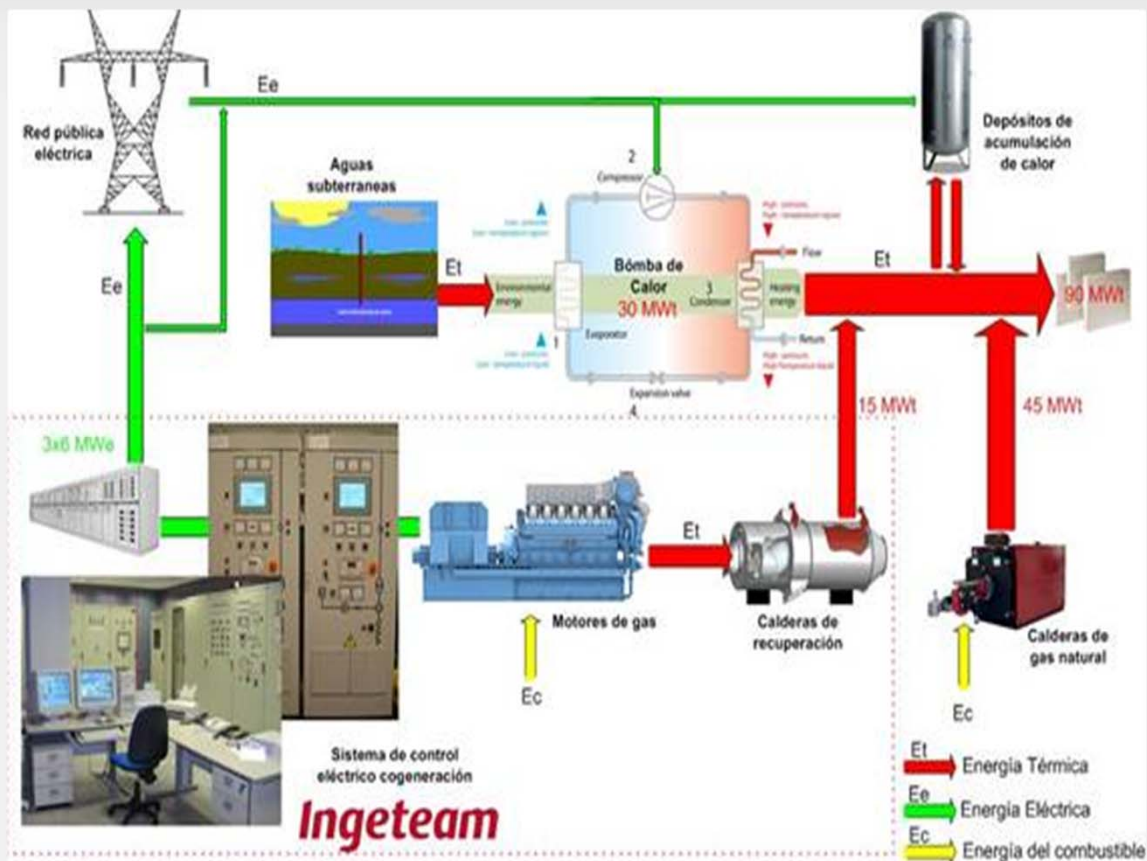 Ee
Red pública
eléctrica
Aguas
subterraneas
2
Compressor
Depósitos de
acumulación
de calor
Ee
Et
Environmental
energy
Bómba de
Calor
30 MWt
3
Condensor
Heating
energy
Flow
Et
90 MWt
1
Evaporator
Return
Expansion valve
4
3x6 MWe
15 MWt
45 MWt
Et
Motores de gas
Calderas de
recuperación
Calderas de
gas natural
Ec
Ec
Sistema de control
eléctrico cogeneración
Ingeteam
Et
Energía Térmica
Ee
Energía Eléctrica
Ec
Energía del combustible